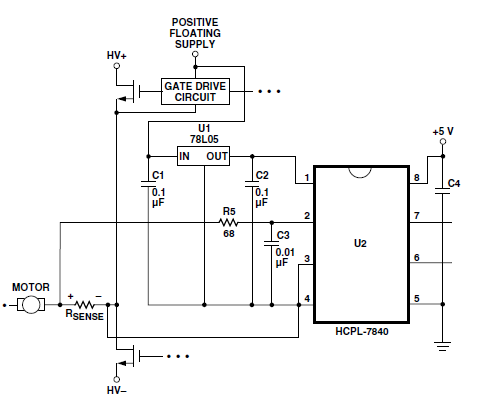 POSITIVE
FLOATING
SUPPLY
HV+
GATE DRIVE
CIRCUIT
U1
78L05
IN OUT
+5 V
C1
0.1
µF
C2
0.1
µF
R5
68
C3
0.01
µF
1
2
3
4
U2
8
7
6
5
C4
HCPL-7840
MOTOR
+ –
RSENSE
HV–